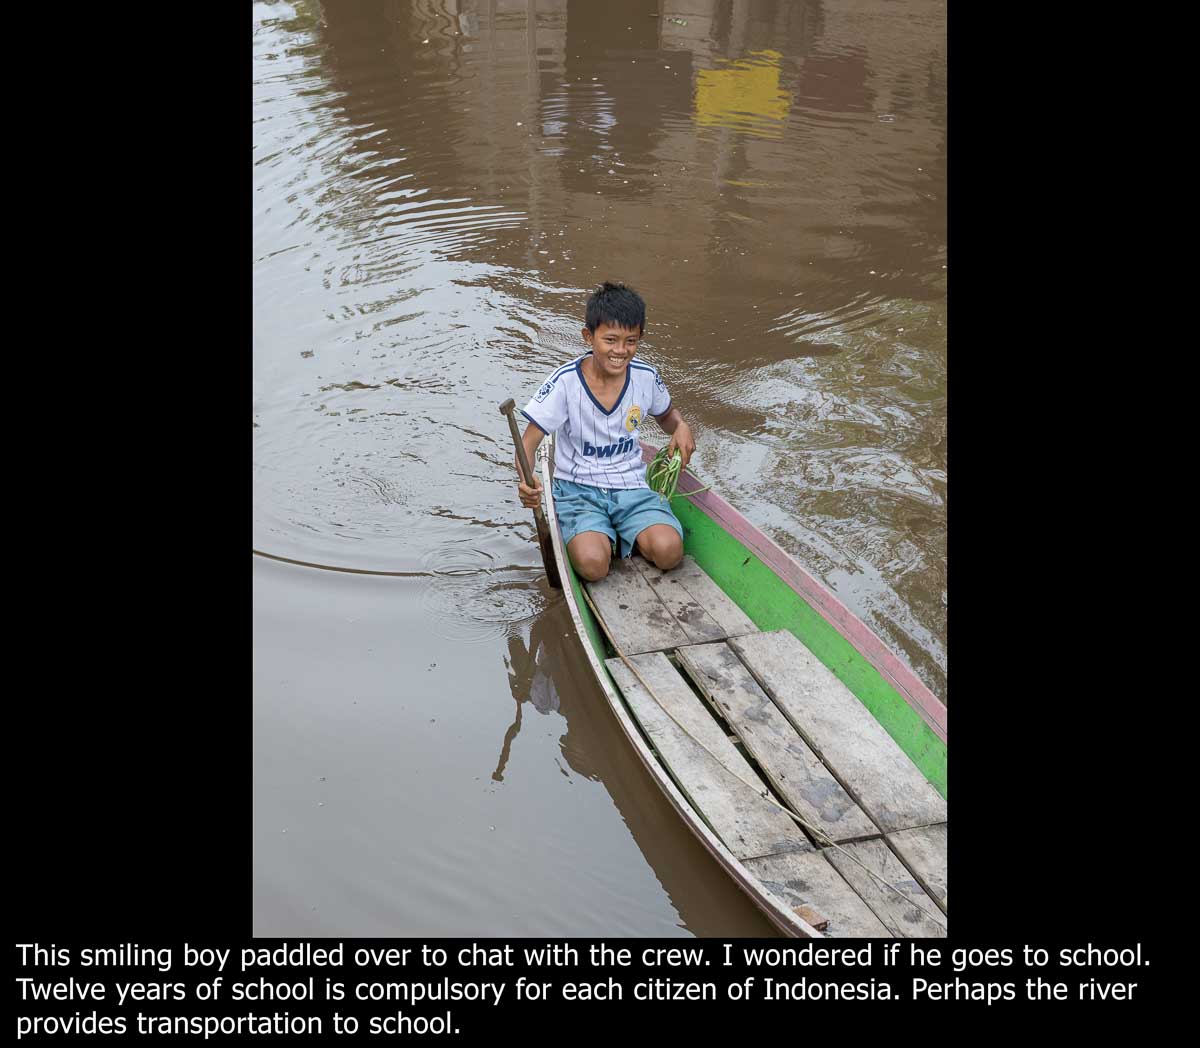 bwin
This smiling boy paddled over to chat with the crew. I wondered if he goes to school.
Twelve years of school is compulsory for each citizen of Indonesia. Perhaps the river
provides transportation to school.